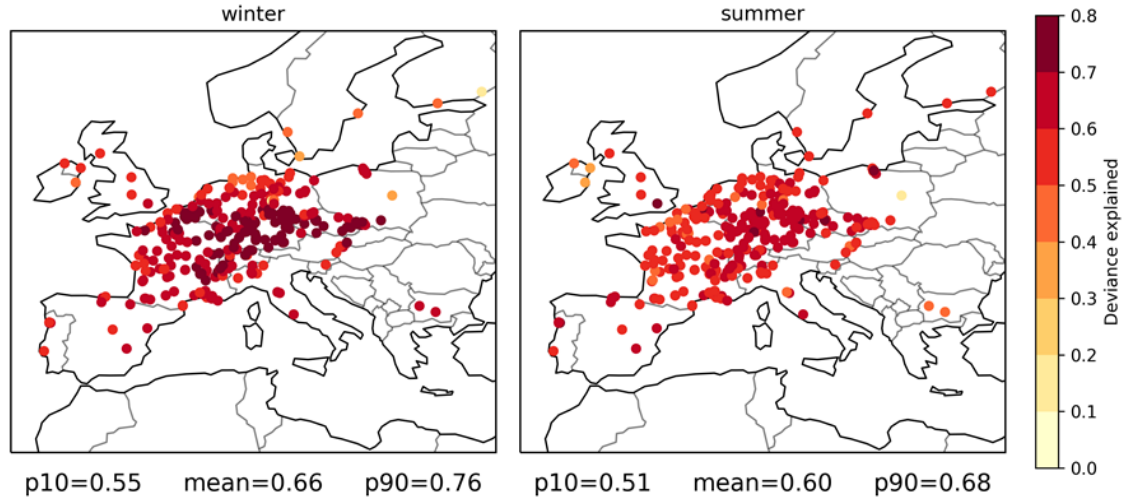 winter
summer
0.8
0.7
0.6
0.5
0.4
0.3
0.2
0.1
0.0
Deviance explained
p10=0.55 mean=0.66 p90=0.76
p10=0.51 mean=0.60 p90=0.68